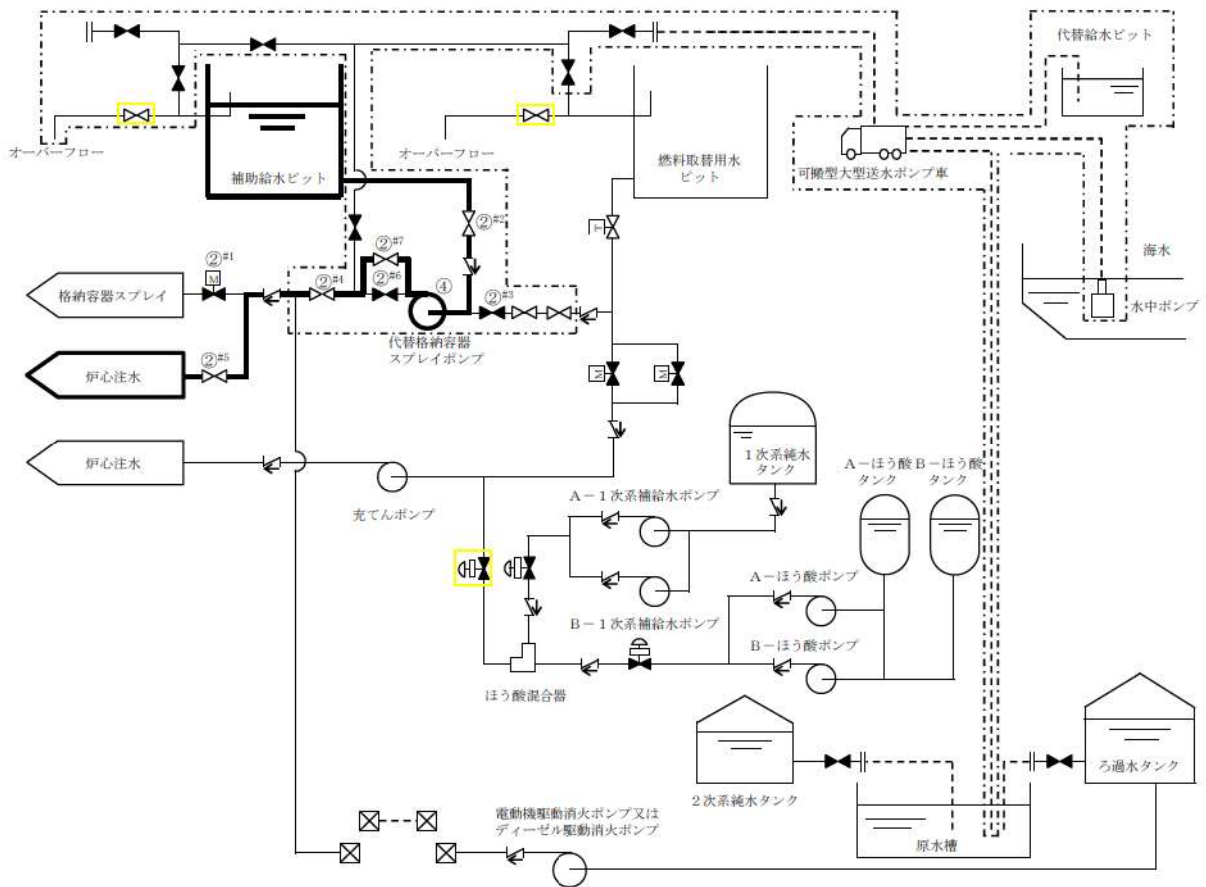 代替給水ピット
オーバーフロー
補助給水ピット
オーバーフロー
燃料取替用水
ピット
可搬型大型送水ポンプ車
②#2
T
海水
②#7
②#1
M
②#4
②#6
④
②#3
格納容器スプレイ
水中ポンプ
代替格納容器
スプレイポンプ
②#5
炉心注水
M
M
1次系純水
タンク
炉心注水
A-ほう酸
タンク
B-ほう酸
タンク
充てんポンプ
A-1次系補給水ポンプ
A-ほう酸ポンプ
B-1次系補給水ポンプ
B-ほう酸ポンプ
ほう酸混合器
2次系純水タンク
ろ過水タンク
電動機駆動消火ポンプ又は
ディーゼル駆動消火ポンプ
原水槽